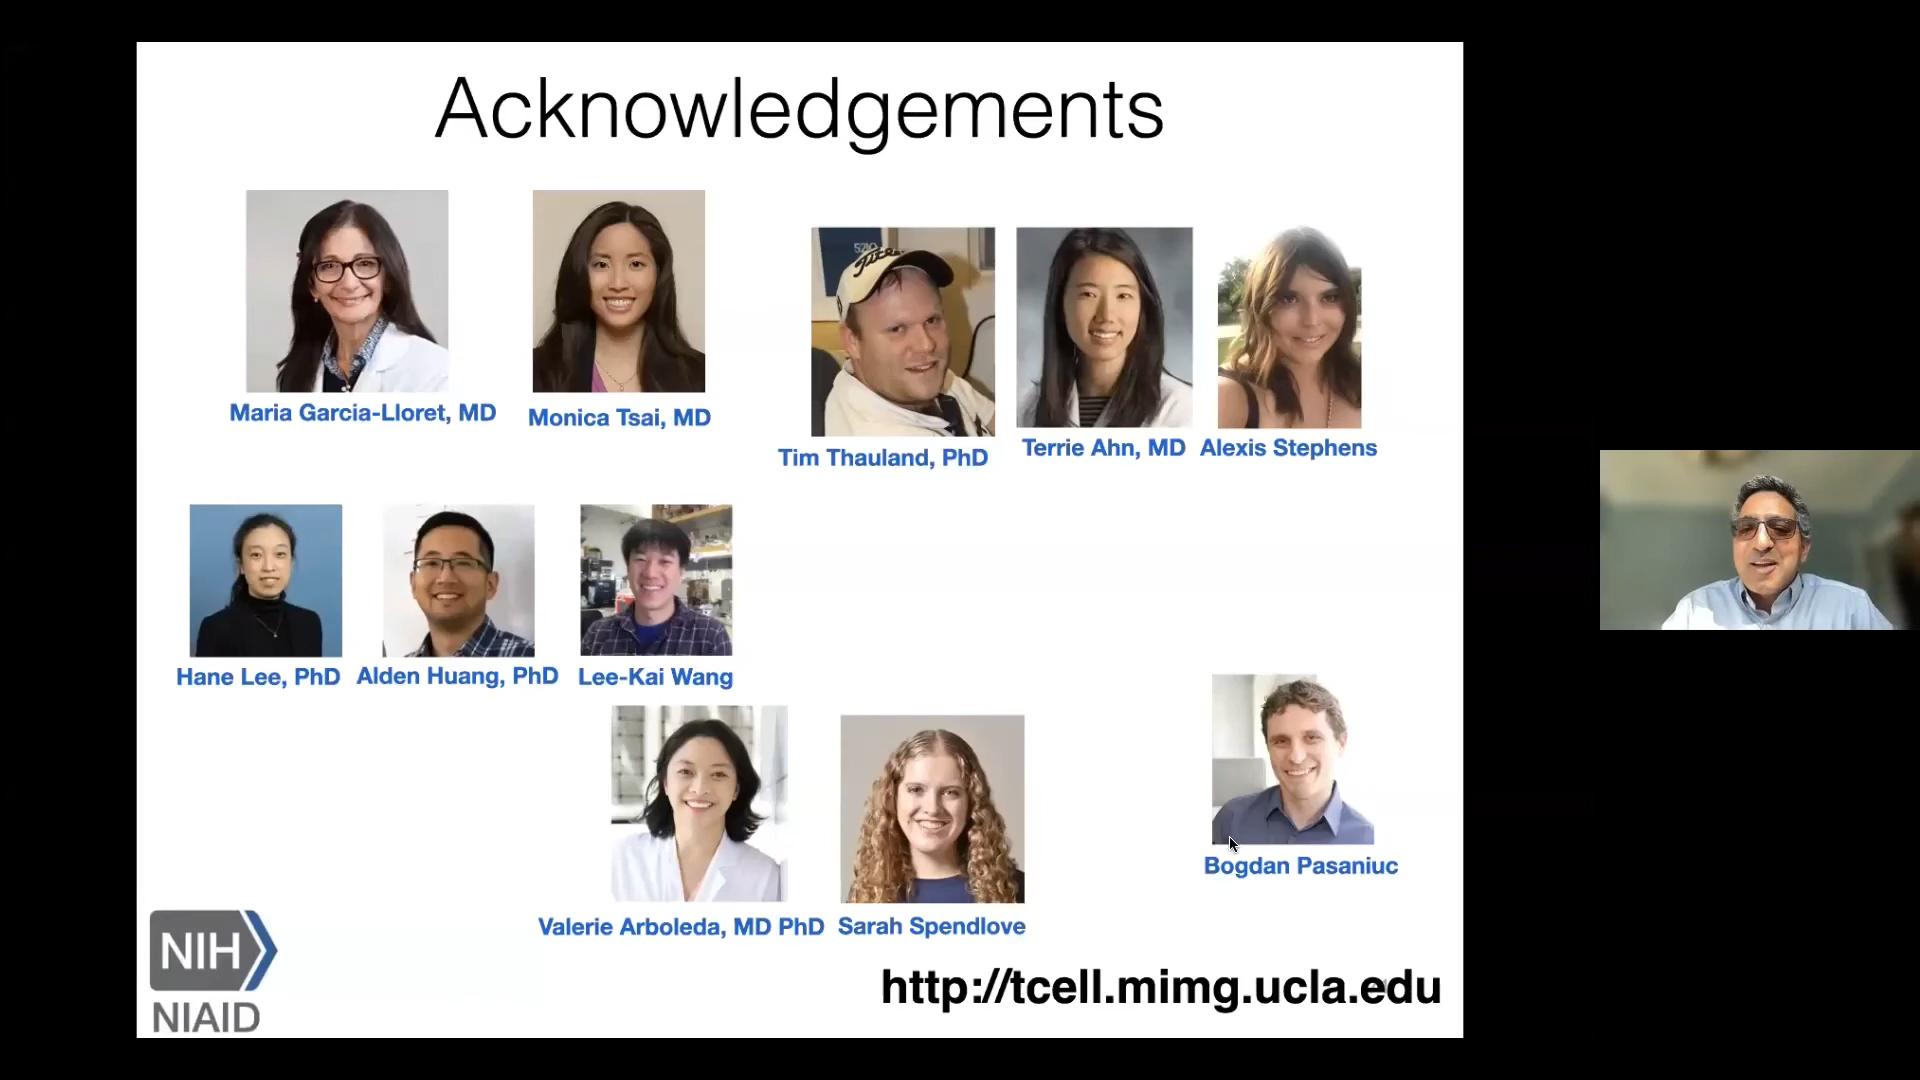 Acknowledgements
5210
Maria Garcia-Lloret, MD
Monica Tsai, MD
Tim Thauland, PhD
Terrie Ahn, MD
Alexis Stephens
Hane Lee, PhD
Alden Huang, PhD
Lee-Kai Wang
Bogdan Pasaniuc
Valerie Arboleda, MD PhD
Sarah Spendlove
NIH
NIAID
http://tcell.mimg.ucla.edu